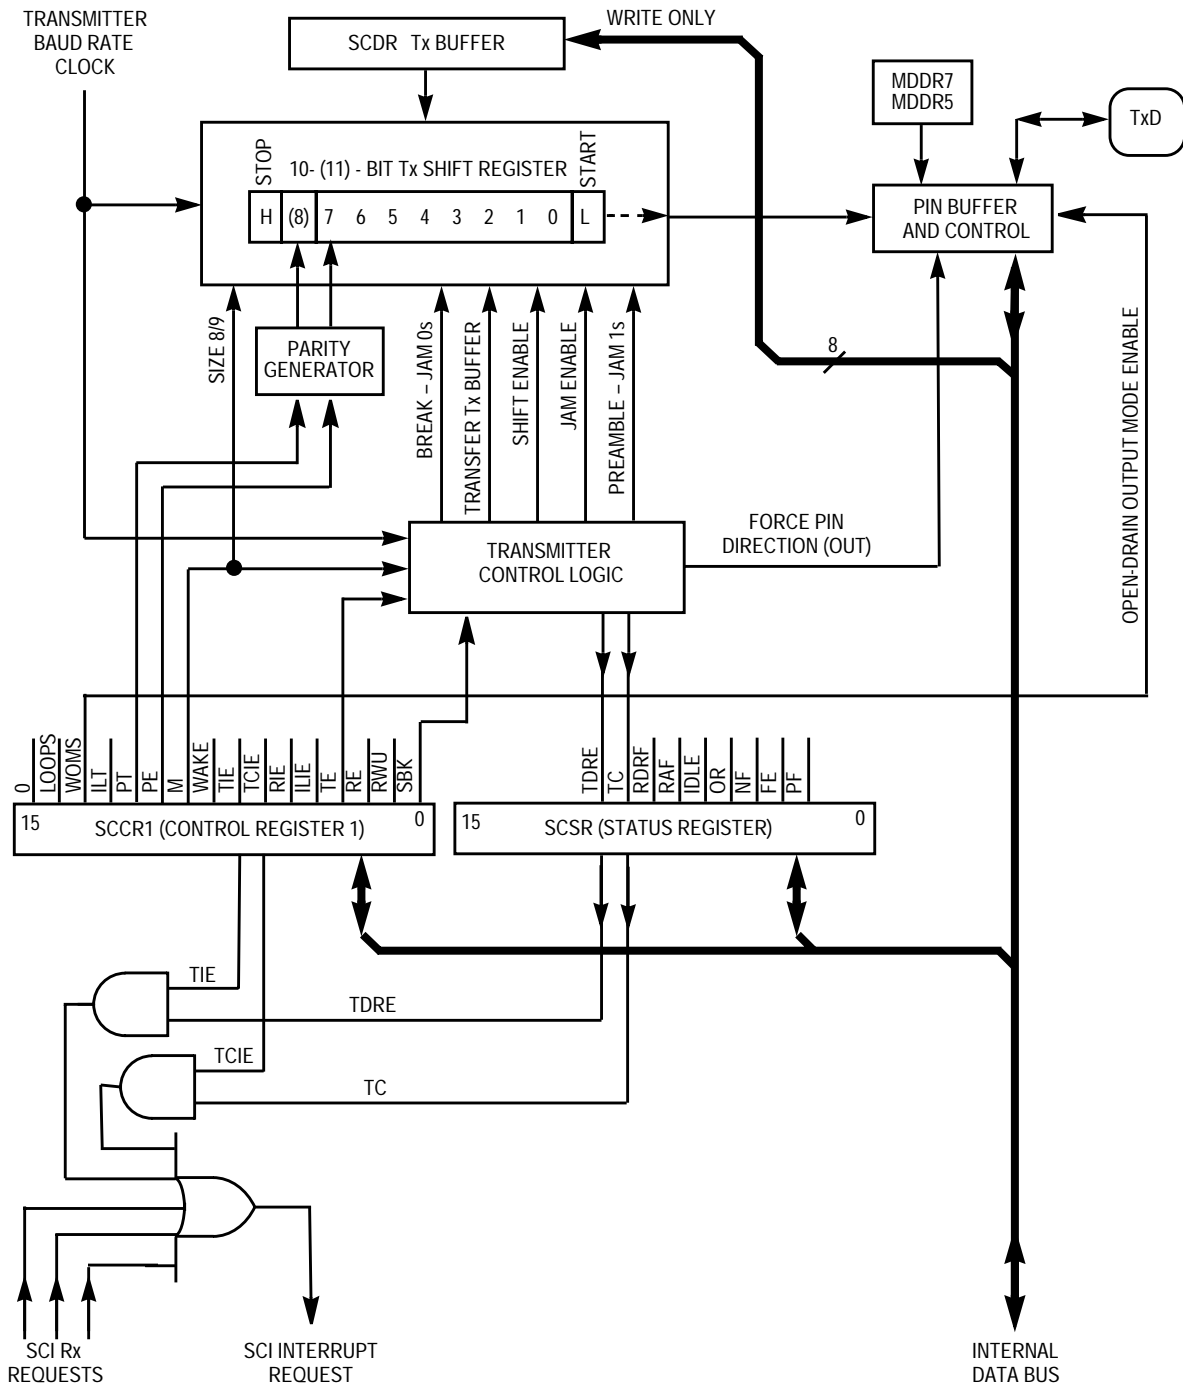 TRANSMITTER
BAUD RATE
CLOCK
SCDR Tx BUFFER
WRITE ONLY
MDDR7
MDDR5
TxD
STOP
10- (11) - BIT Tx SHIFT REGISTER
START
H (8) 7 6 5 4 3 2 1 0 L
PIN BUFFER
AND CONTROL
SIZE 8/9
PARITY
GENERATOR
BREAK – JAM 0s
TRANSFER Tx BUFFER
SHIFT ENABLE
JAM ENABLE
PREAMBLE – JAM 1s
8
OPEN-DRAIN OUTPUT MODE ENABLE
TRANSMITTER
CONTROL LOGIC
FORCE PIN
DIRECTION (OUT)
0
LOOPS
WOMS
ILT
PT
PE
M
WAKE
TIE
TCIE
RIE
ILIE
TE
RE
RWU
SBK
TDRE
TC
RDRF
RAF
IDLE
OR
NF
FE
PF
15 SCCR1 (CONTROL REGISTER 1) 0
15 SCSR (STATUS REGISTER) 0
TIE
TDRE
TCIE
TC
SCI Rx
REQUESTS
SCI INTERRUPT
REQUEST
INTERNAL
DATA BUS